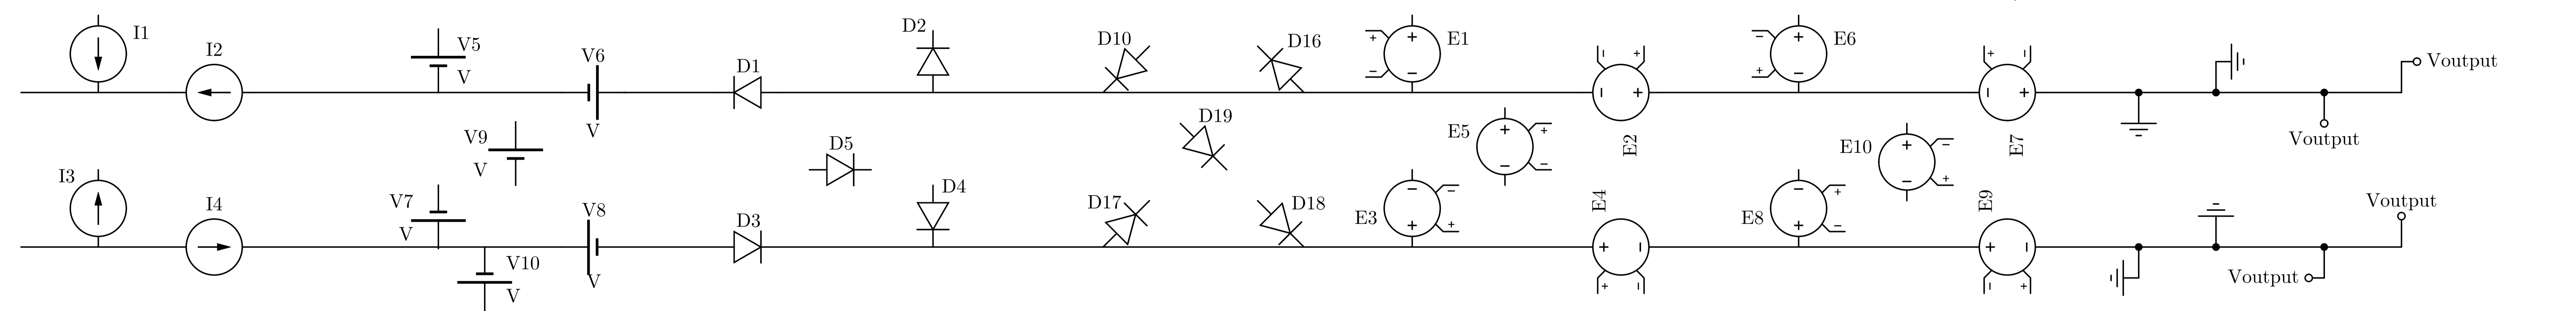 I1
I2
V5
V
V6
V
D1
D2
D10
D16
E1
E2
E6
E7
Voutput
Voutput
V9
V
D5
D19
E5
E10
I3
I4
V7
V
V10
V
V8
V
D3
D4
D17
D18
E3
E4
E8
E9
Voutput
Voutput